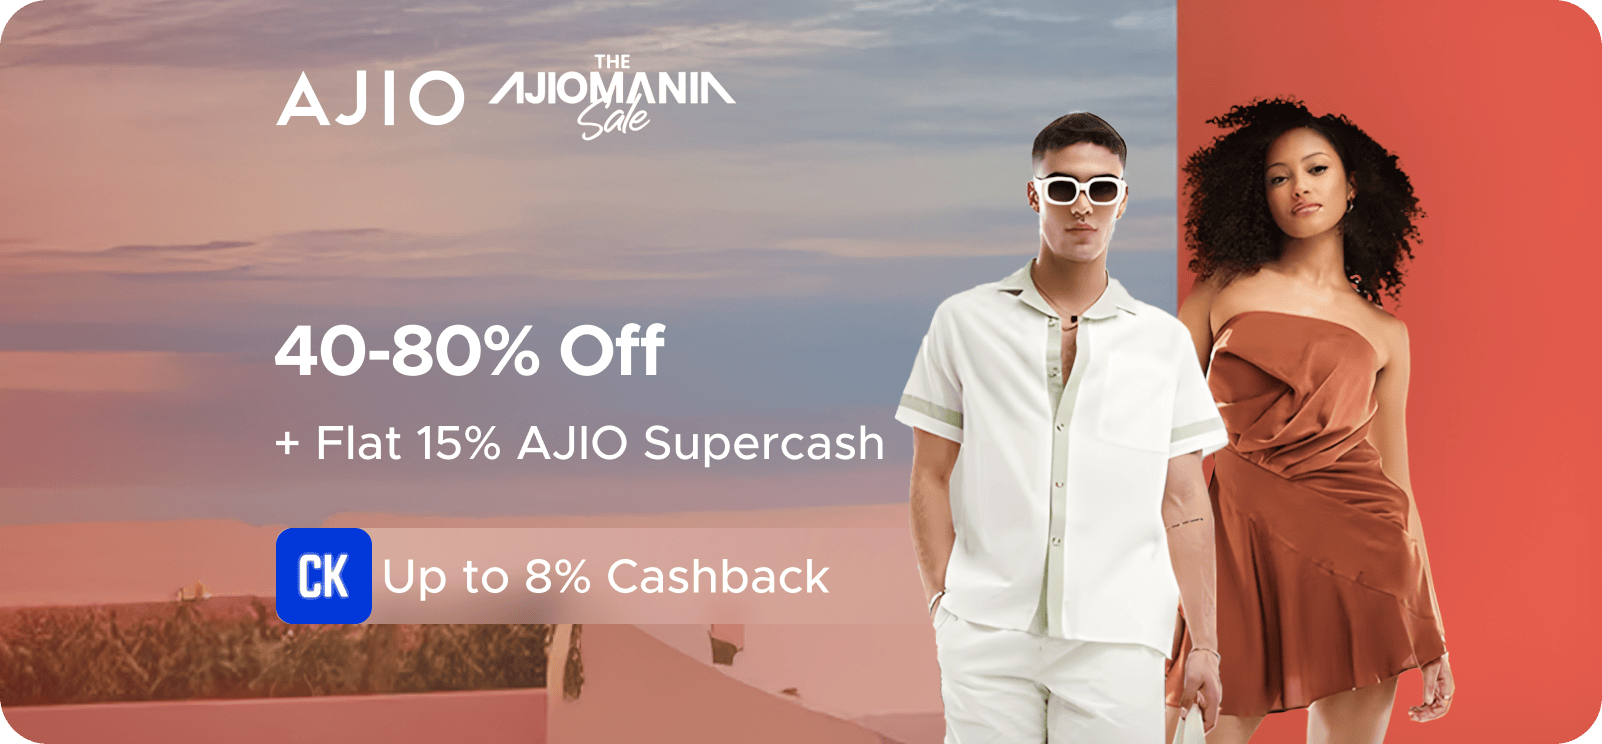 AJIO
THE
AJIOMANIA
Sale
40-80% Off
+ Flat 15% AJIO Supercash
CK Up to 8% Cashback